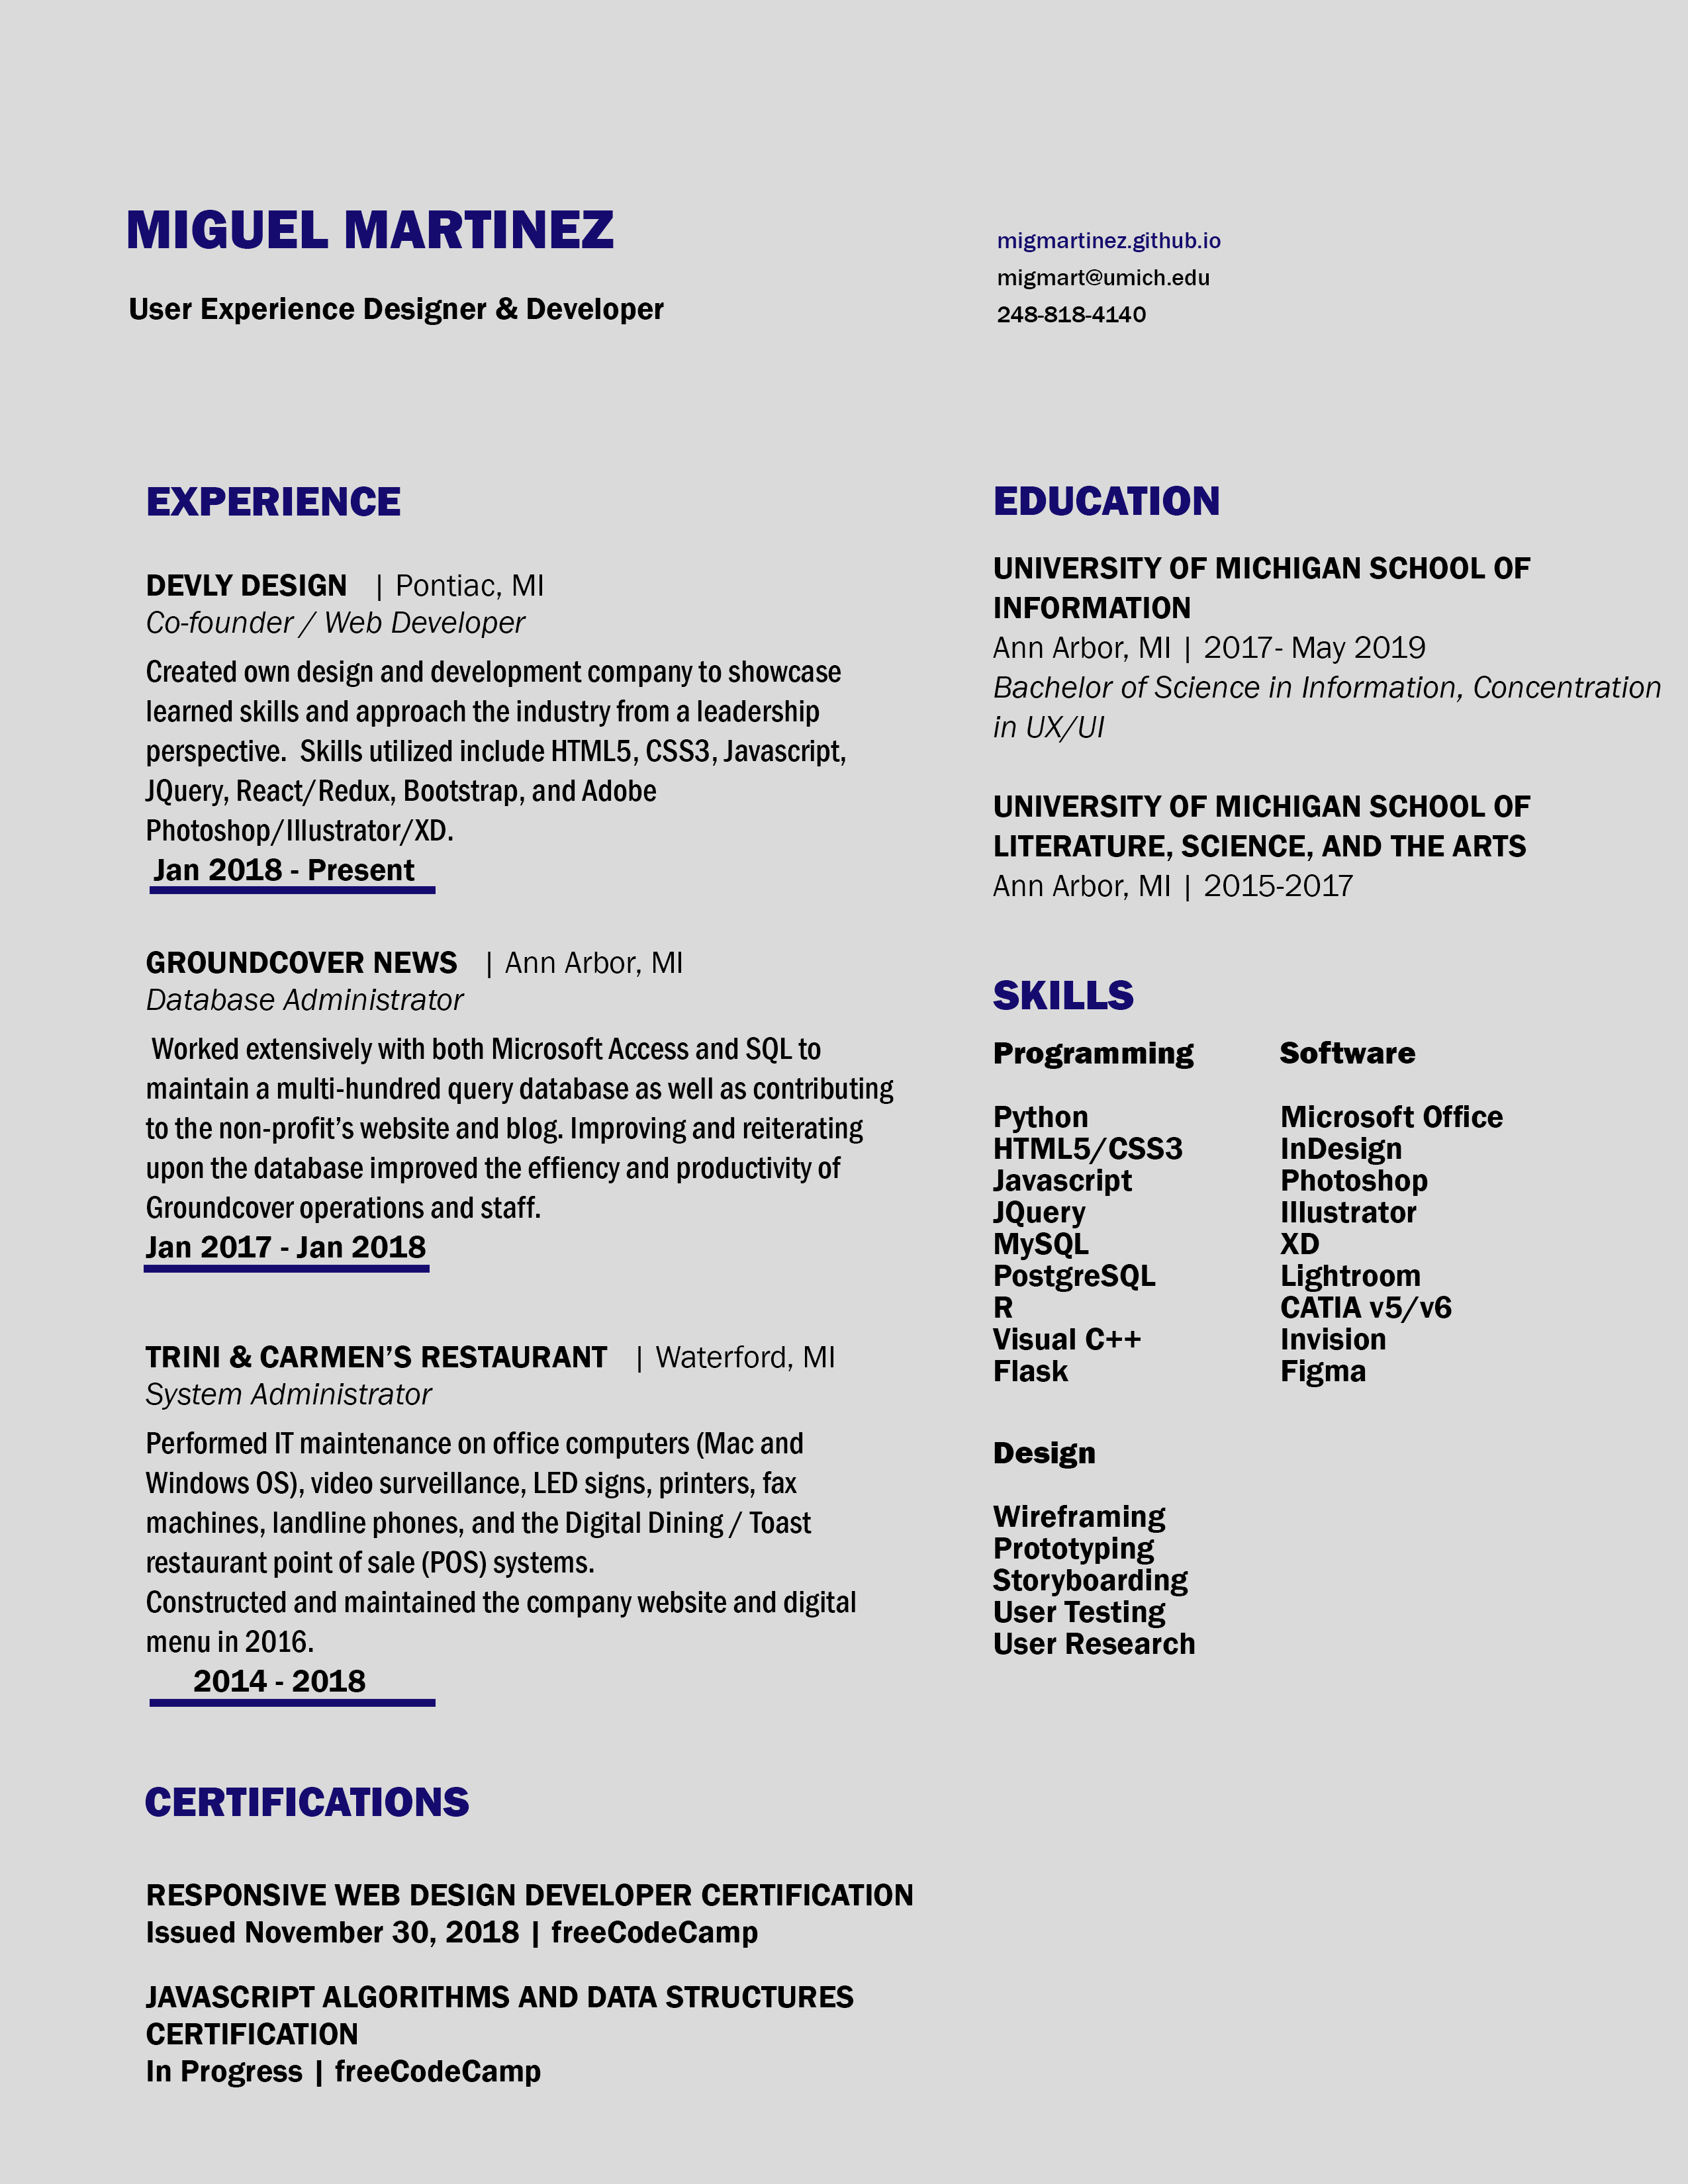 MIGUEL MARTINEZ
User Experience Designer & Developer
migmartinez.github.io
migmart@umich.edu
248-818-4140
EXPERIENCE
DEVLY DESIGN | Pontiac, MI
Co-founder / Web Developer
Created own design and development company to showcase
learned skills and approach the industry from a leadership
perspective.  Skills utilized include HTML5, CSS3, Javascript,
JQuery, React/Redux, Bootstrap, and Adobe
Photoshop/Illustrator/XD.
Jan 2018 - Present
GROUNDCOVER NEWS | Ann Arbor, MI
Database Administrator
Worked extensively with both Microsoft Access and SQL to
maintain a multi-hundred query database as well as contributing
to the non-profit’s website and blog. Improving and reiterating
upon the database improved the effiency and productivity of
Groundcover operations and staff.
Jan 2017 - Jan 2018
TRINI & CARMEN’S RESTAURANT | Waterford, MI
System Administrator
Performed IT maintenance on office computers (Mac and
Windows OS), video surveillance, LED signs, printers, fax
machines, landline phones, and the Digital Dining / Toast
restaurant point of sale (POS) systems.
Constructed and maintained the company website and digital
menu in 2016.
2014 - 2018
CERTIFICATIONS
RESPONSIVE WEB DESIGN DEVELOPER CERTIFICATION
Issued November 30, 2018 | freeCodeCamp
JAVASCRIPT ALGORITHMS AND DATA STRUCTURES
CERTIFICATION
In Progress | freeCodeCamp
EDUCATION
UNIVERSITY OF MICHIGAN SCHOOL OF
INFORMATION
Ann Arbor, MI | 2017- May 2019
Bachelor of Science in Information, Concentration
in UX/UI
UNIVERSITY OF MICHIGAN SCHOOL OF
LITERATURE, SCIENCE, AND THE ARTS
Ann Arbor, MI | 2015-2017
SKILLS
Programming
Python
HTML5/CSS3
Javascript
JQuery
MySQL
PostgreSQL
R
Visual C++
Flask
Software
Microsoft Office
InDesign
Photoshop
Illustrator
XD
Lightroom
CATIA v5/v6
Invision
Figma
Design
Wireframing
Prototyping
Storyboarding
User Testing
User Research